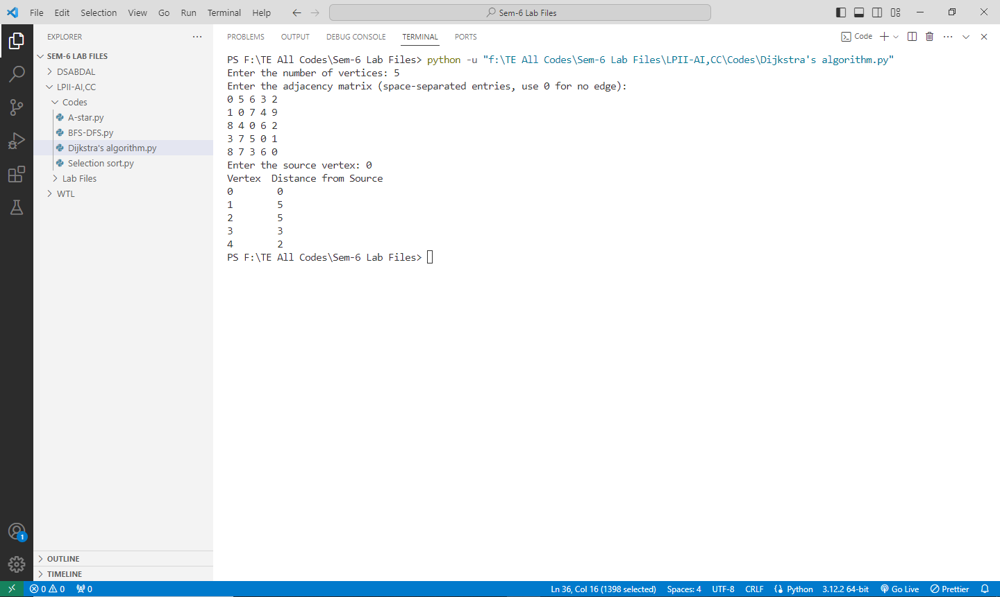 File Edit Selection View Go Run Terminal Help Sem-6 Lab Files
EXPLORER
SEM-6 LAB FILES
DSABDAL
LPII-AI,CC
Codes
A-star.py
BFS-DFS.py
Dijkstra's algorithm.py
Selection sort.py
Lab Files
WTL
OUTLINE
TIMELINE
PROBLEMS OUTPUT DEBUG CONSOLE TERMINAL PORTS Code
PS F:\TE All Codes\Sem-6 Lab Files> python -u "f:\TE All Codes\Sem-6 Lab Files\LPII-AI,CC\Codes\Dijkstra's algorithm.py"
Enter the number of vertices: 5
Enter the adjacency matrix (space-separated entries, use 0 for no edge):
0 5 6 3 2
1 0 7 4 9
8 4 0 6 2
3 7 5 0 1
8 7 3 6 0
Enter the source vertex: 0
Vertex Distance from Source
0 0
1 5
2 5
3 3
4 2
PS F:\TE All Codes\Sem-6 Lab Files>
1
0 0 0 Ln 36, Col 16 (1398 selected) Spaces: 4 UTF-8 CRLF Python 3.12.2 64-bit Go Live Prettier